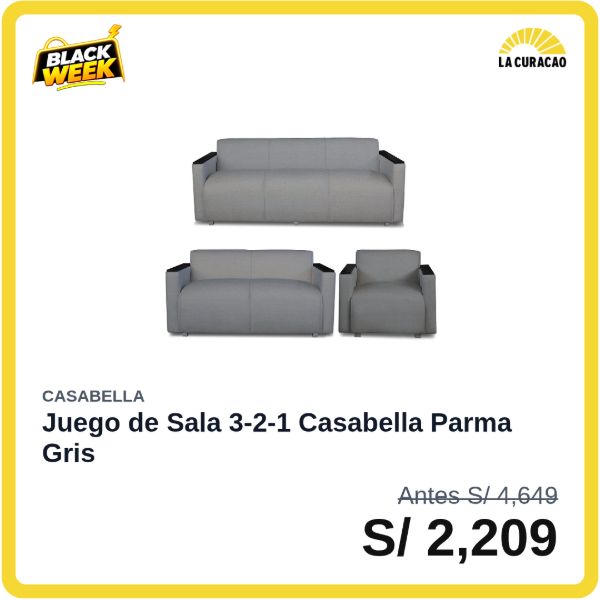 BLACK
WEEK
LA CURACAO
CASABELLA
Juego de Sala 3-2-1 Casabella Parma
Gris
Antes S/ 4,649
S/ 2,209